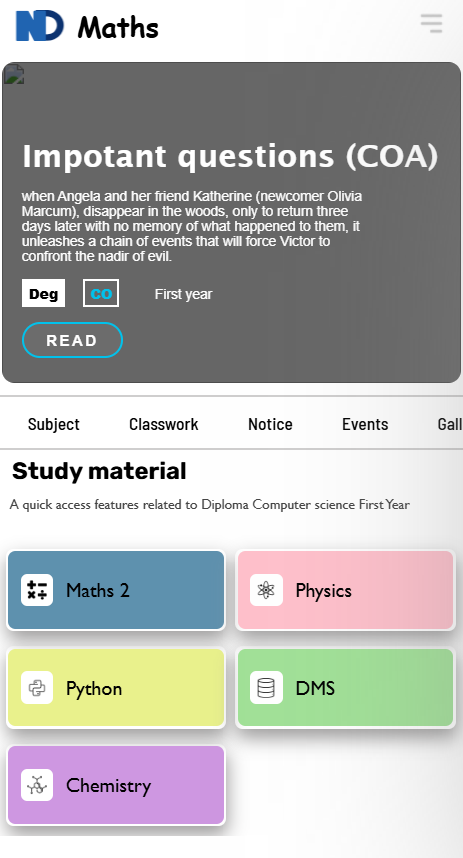 ND Maths
Impotant questions (COA)
when Angela and her friend Katherine (newcomer Olivia
Marcum), disappear in the woods, only to return three
days later with no memory of what happened to them, it
unleashes a chain of events that will force Victor to
confront the nadir of evil.
Deg CO First year
READ
Subject Classwork Notice Events Gall
Study material
A quick access features related to Diploma Computer science First Year
Maths 2 Physics
Python DMS
Chemistry